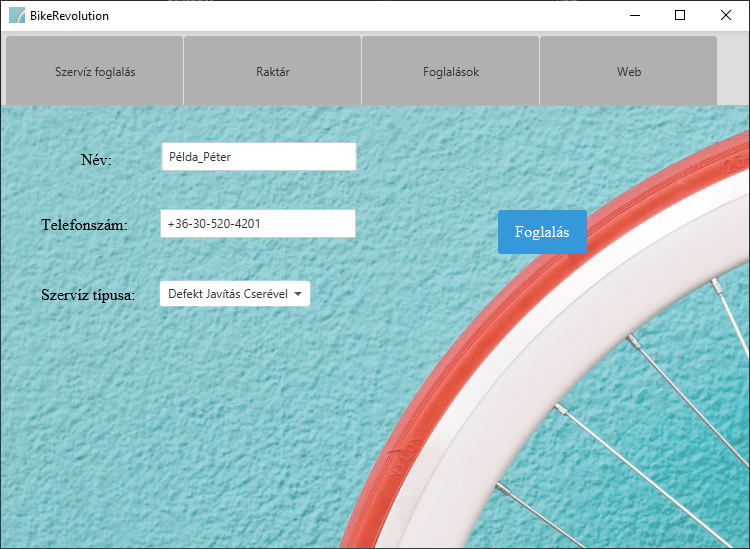 BikeRevolution
Szervíz foglalás Raktár Foglalások Web
Név: Példa_Péter
Telefonszám: +36-30-520-4201
Foglalás
Szervíz típusa: Defekt Javítás Cserével